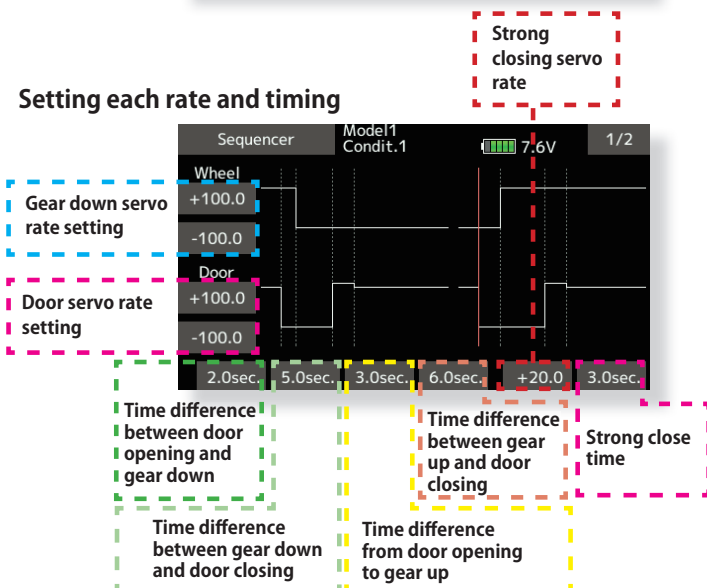 Strong
closing servo
rate
Setting each rate and timing
Sequencer
Model1
Condit.1
7.6V
1/2
Wheel
+100.0
-100.0
Gear down servo
rate setting
Door
+100.0
-100.0
Door servo rate
setting
2.0sec.
5.0sec.
3.0sec.
6.0sec.
+20.0
3.0sec.
Time difference
between door
opening and
gear down
Time difference
between gear
up and door
closing
Strong close
time
Time difference
between gear down
and door closing
Time difference
from door opening
to gear up